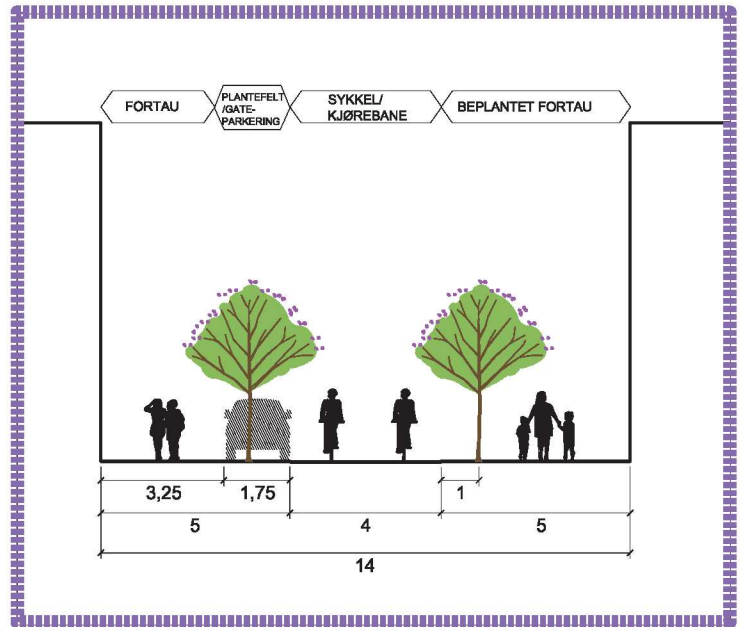 FORTAU
PLANTEFELT
/GATE-
PARKERING
SYKKEL/
KJØREBANE
BEPLANTET FORTAU
3,25
1,75
1
5
4
5
14